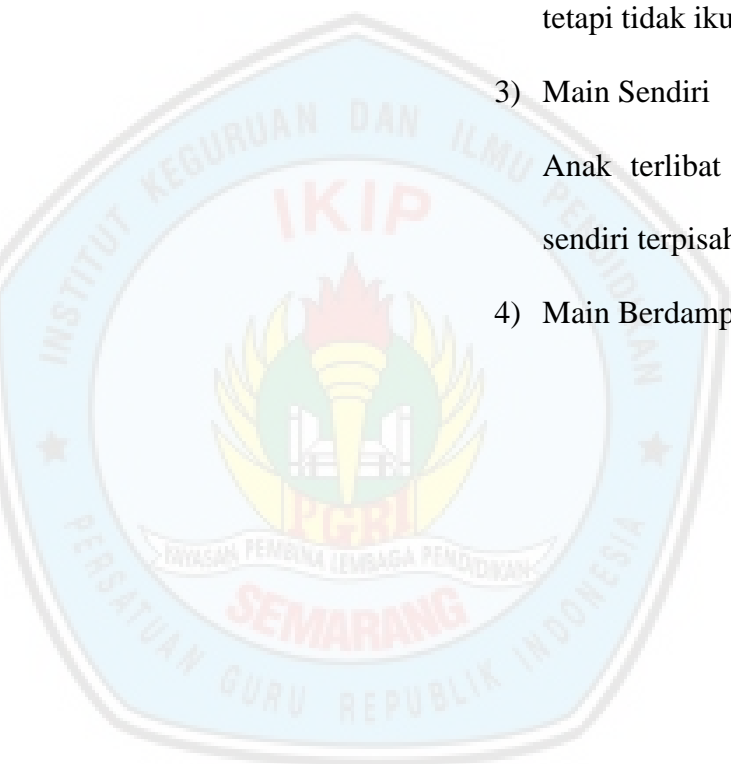 tetapi tidak iku
3) Main Sendiri
Anak terlibat
sendiri terpisah
4) Main Berdamp
INSTITUT KEGURUAN DAN ILMU PENDIDIKAN
IKIP
PGRI
YAYASAN PEMBINA LEMBAGA PENDIDIKAN
SEMARANG
PERSATUAN GURU REPUBLIK INDONESIA